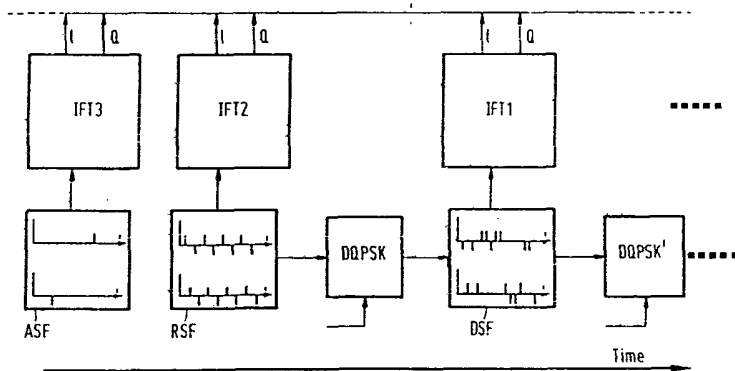 I Q I Q I Q
IFT3 IFT2 IFT1
DQPSK DQPSK'
ASF RSF DSF
Time